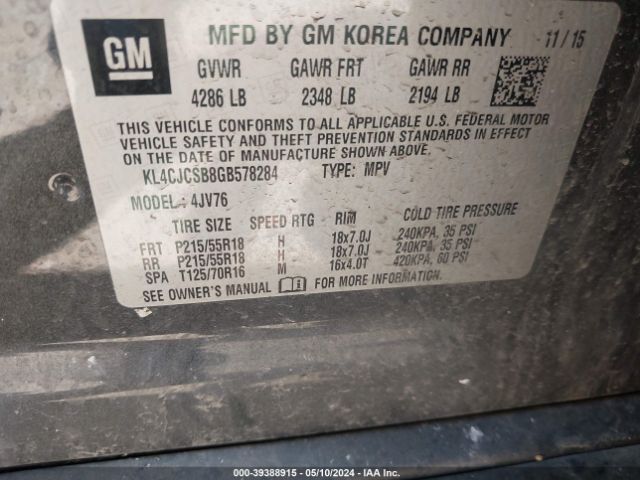 GM
MFD BY GM KOREA COMPANY 11/15
GVWR GAWR FRT GAWR RR
4286 LB 2348 LB 2194 LB
THIS VEHICLE CONFORMS TO ALL APPLICABLE U.S. FEDERAL MOTOR
VEHICLE SAFETY AND THEFT PREVENTION STANDARDS IN EFFECT
ON THE DATE OF MANUFACTURE SHOWN ABOVE.
KL4CJCSB8GB578284 TYPE: MPV
MODEL: 4JV76
TIRE SIZE SPEED RTG RIM COLD TIRE PRESSURE
FRT P215/55R18 H 18x7.0J 240KPA, 35 PSI
RR P215/55R18 H 18x7.0J 240KPA, 35 PSI
SPA T125/70R16 M 16x4.0T 420KPA, 60 PSI
SEE OWNER'S MANUAL FOR MORE INFORMATION.
000-39388915 - 05/10/2024 - IAA Inc.